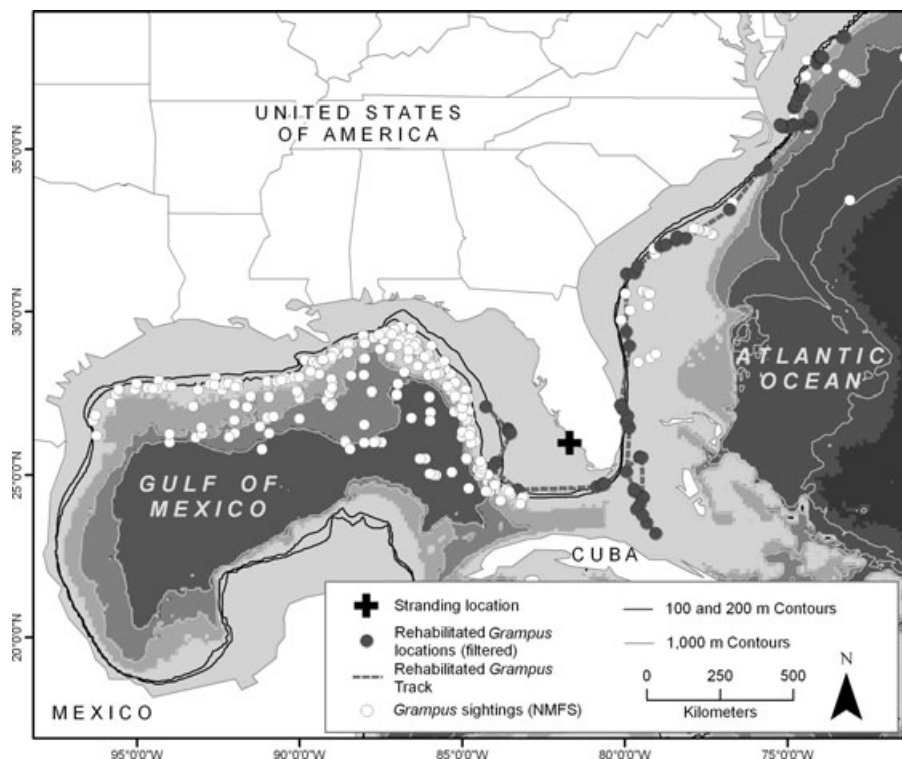 UNITED STATES
OF AMERICA
ATLANTIC
OCEAN
GULF OF
MEXICO
CUBA
MEXICO
Stranding location
Rehabilitated Grampus
locations (filtered)
Rehabilitated Grampus
Track
Grampus sightings (NMFS)
100 and 200 m Contours
1,000 m Contours
0 250 500
Kilometers
N
35°0'0"N
30°0'0"N
25°0'0"N
20°0'0"N
95°0'0"W
90°0'0"W
85°0'0"W
80°0'0"W
75°0'0"W